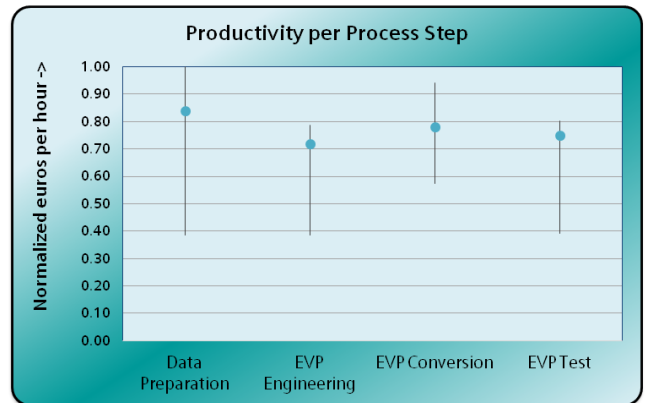 Productivity per Process Step
Normalized euros per hour ->
1.00
0.90
0.80
0.70
0.60
0.50
0.40
0.30
0.20
0.10
0.00
Data
Preparation
EVP
Engineering
EVP Conversion
EVP Test